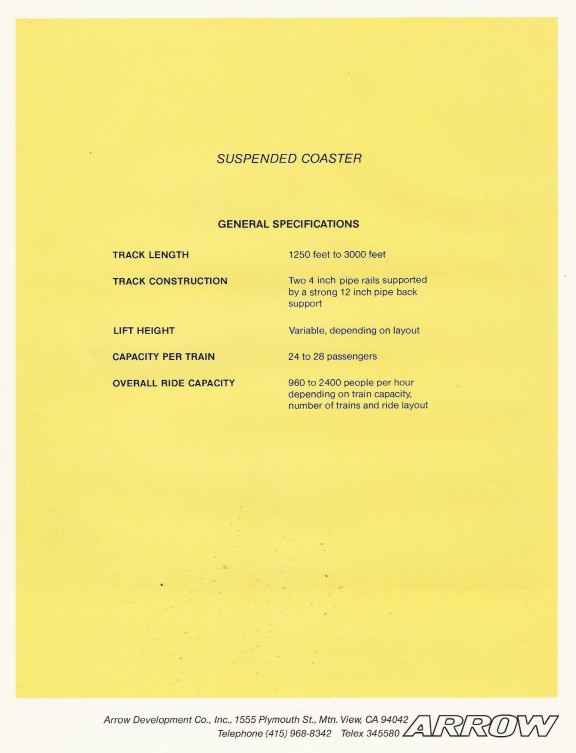 SUSPENDED COASTER
GENERAL SPECIFICATIONS
TRACK LENGTH 1250 feet to 3000 feet
TRACK CONSTRUCTION Two 4 inch pipe rails supported
by a strong 12 inch pipe back
support
LIFT HEIGHT Variable, depending on layout
CAPACITY PER TRAIN 24 to 28 passengers
OVERALL RIDE CAPACITY 960 to 2400 people per hour
depending on train capacity,
number of trains and ride layout
Arrow Development Co., Inc., 1555 Plymouth St., Mtn. View, CA 94042
Telephone (415) 968-8342 Telex 345580
ARROW